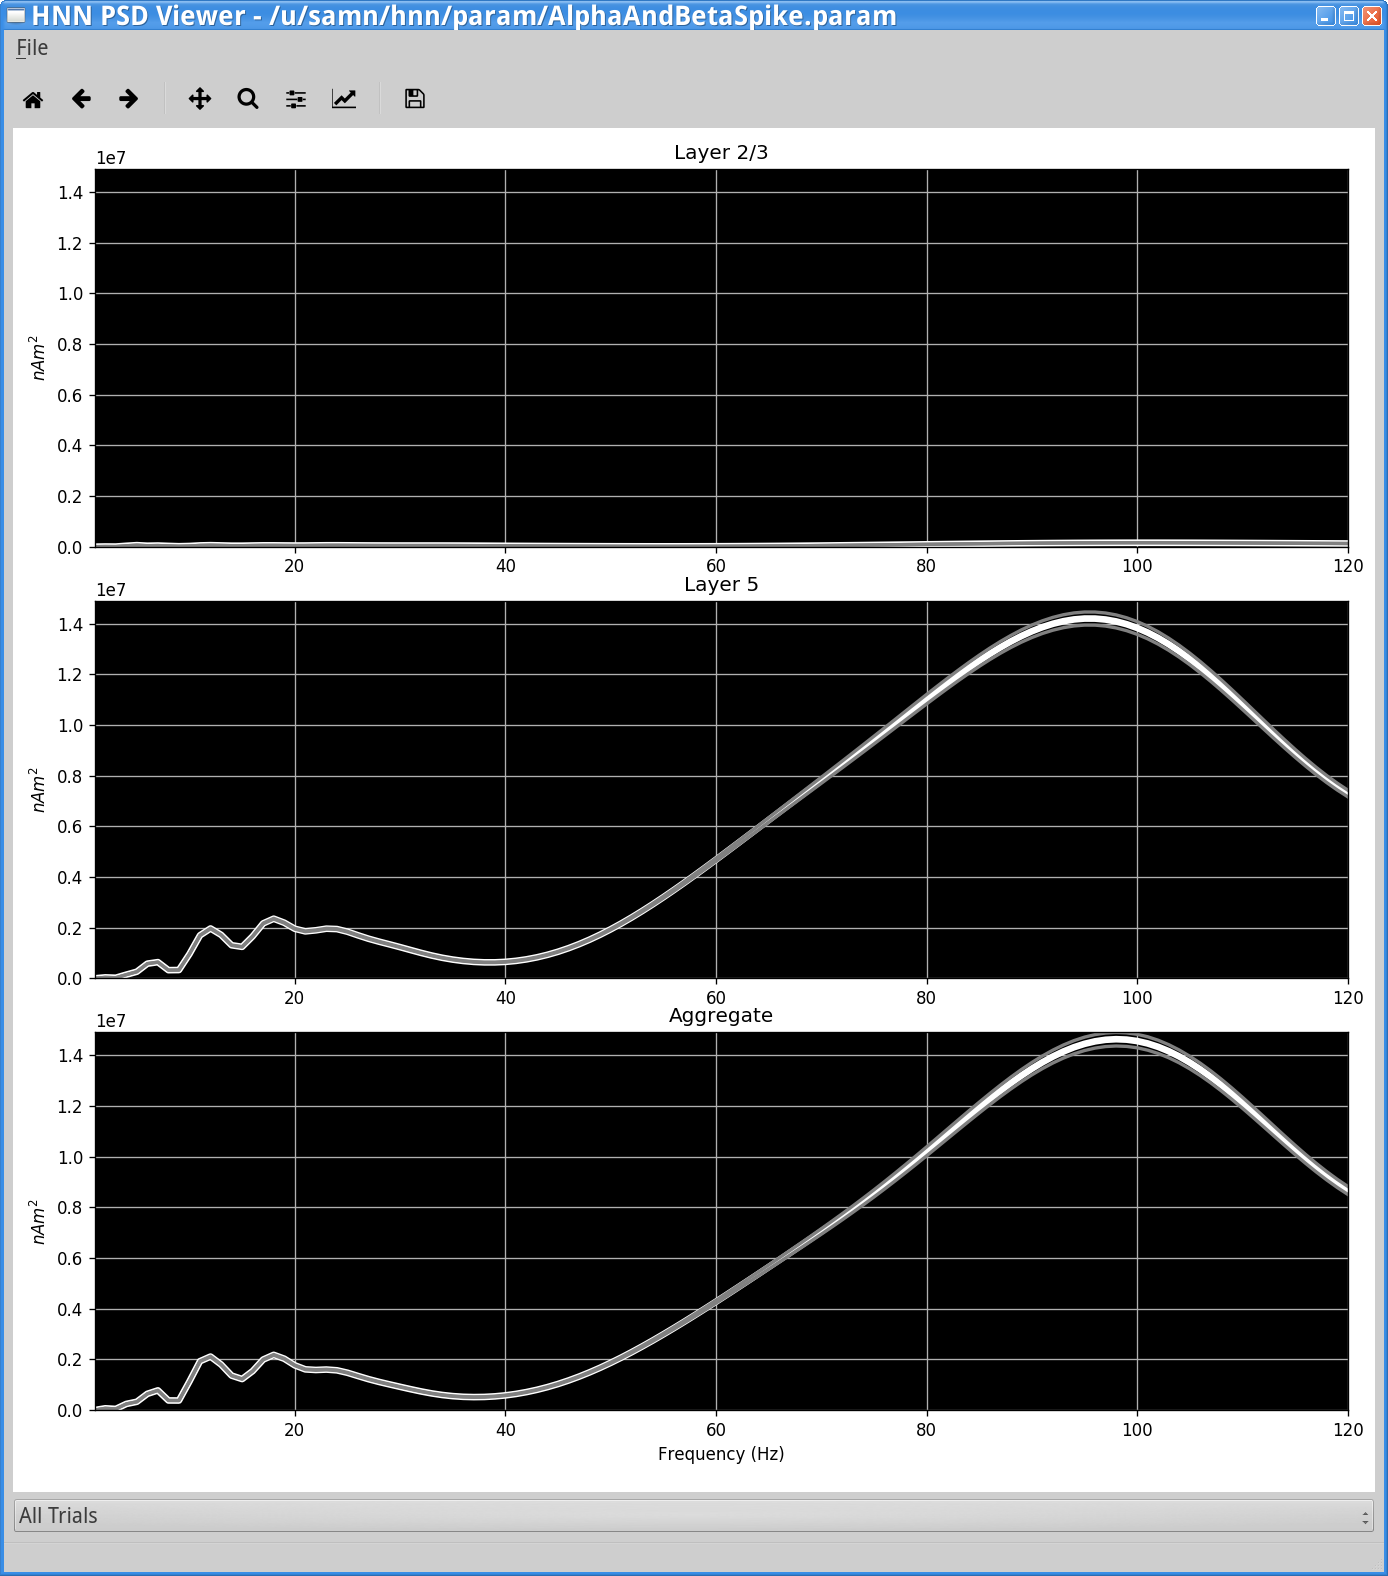 HNN PSD Viewer - /u/samn/hnn/param/AlphaAndBetaSpike.param
File
Layer 2/3
1e7
1.4
1.2
1.0
0.8
0.6
0.4
0.2
0.0
nAm²
20 40 60 80 100 120
Layer 5
1e7
1.4
1.2
1.0
0.8
0.6
0.4
0.2
0.0
nAm²
20 40 60 80 100 120
Aggregate
1e7
1.4
1.2
1.0
0.8
0.6
0.4
0.2
0.0
nAm²
20 40 60 80 100 120
Frequency (Hz)
All Trials